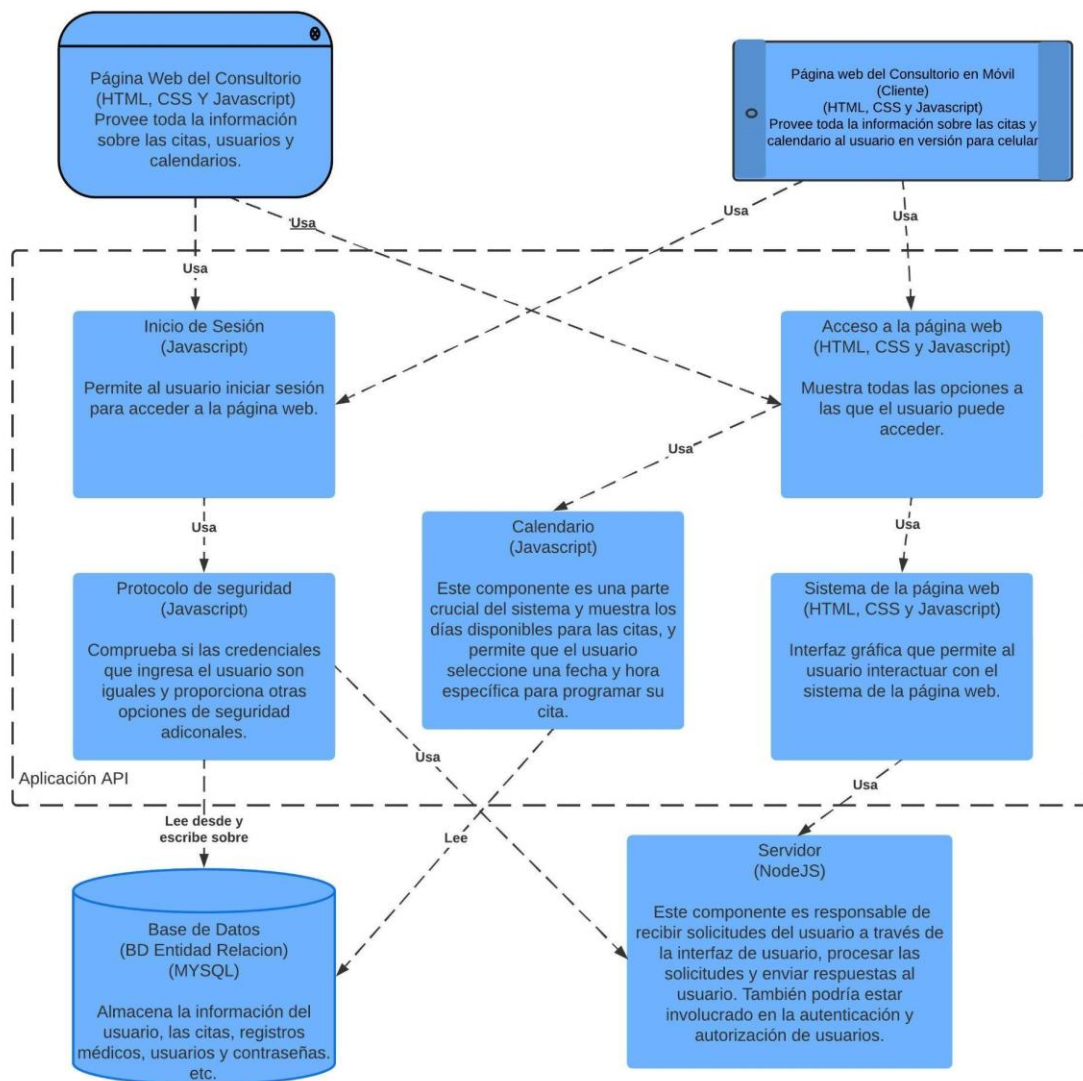 Página Web del Consultorio
(HTML, CSS Y Javascript)
Provee toda la información
sobre las citas, usuarios y
calendarios.
Página web del Consultorio en Móvil
(Cliente)
(HTML, CSS y Javascript)
Provee toda la información sobre las citas y
calendario al usuario en versión para celular
Usa
Usa
Usa
Usa
Inicio de Sesión
(Javascript)
Permite al usuario iniciar sesión
para acceder a la página web.
Acceso a la página web
(HTML, CSS y Javascript)
Muestra todas las opciones a
las que el usuario puede
acceder.
Usa
Usa
Usa
Calendario
(Javascript)
Este componente es una parte
crucial del sistema y muestra los
días disponibles para las citas, y
permite que el usuario
seleccione una fecha y hora
específica para programar su
cita.
Protocolo de seguridad
(Javascript)
Comprueba si las credenciales
que ingresa el usuario son
iguales y proporciona otras
opciones de seguridad
adiconales.
Sistema de la página web
(HTML, CSS y Javascript)
Interfaz gráfica que permite al
usuario interactuar con el
sistema de la página web.
Usa
Usa
Aplicación API
Lee desde y
escribe sobre
Lee
Base de Datos
(BD Entidad Relacion)
(MYSQL)
Almacena la información del
usuario, las citas, registros
médicos, usuarios y contraseñas.
etc.
Servidor
(NodeJS)
Este componente es responsable de
recibir solicitudes del usuario a través de
la interfaz de usuario, procesar las
solicitudes y enviar respuestas al
usuario. También podría estar
involucrado en la autenticación y
autorización de usuarios.